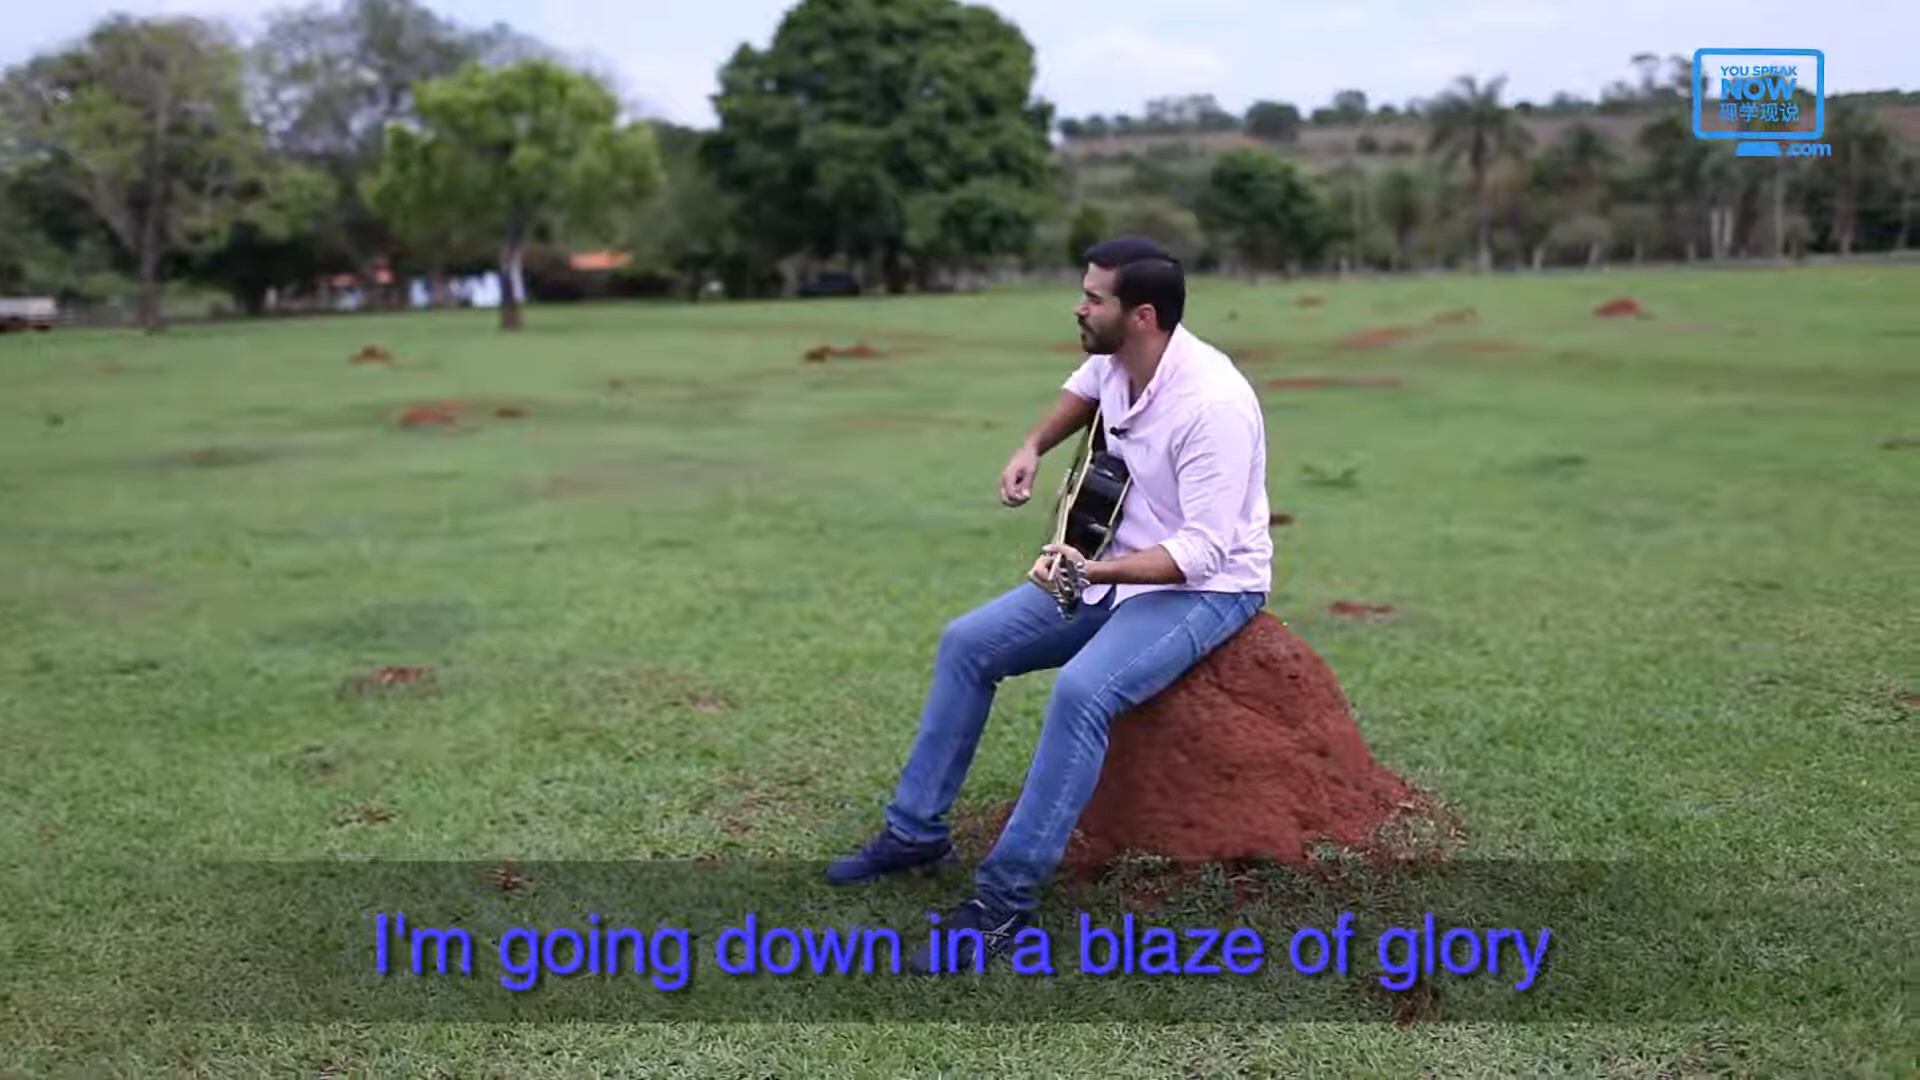 YOU SPEAK
NOW
现学现说
.com
I'm going down in a blaze of glory